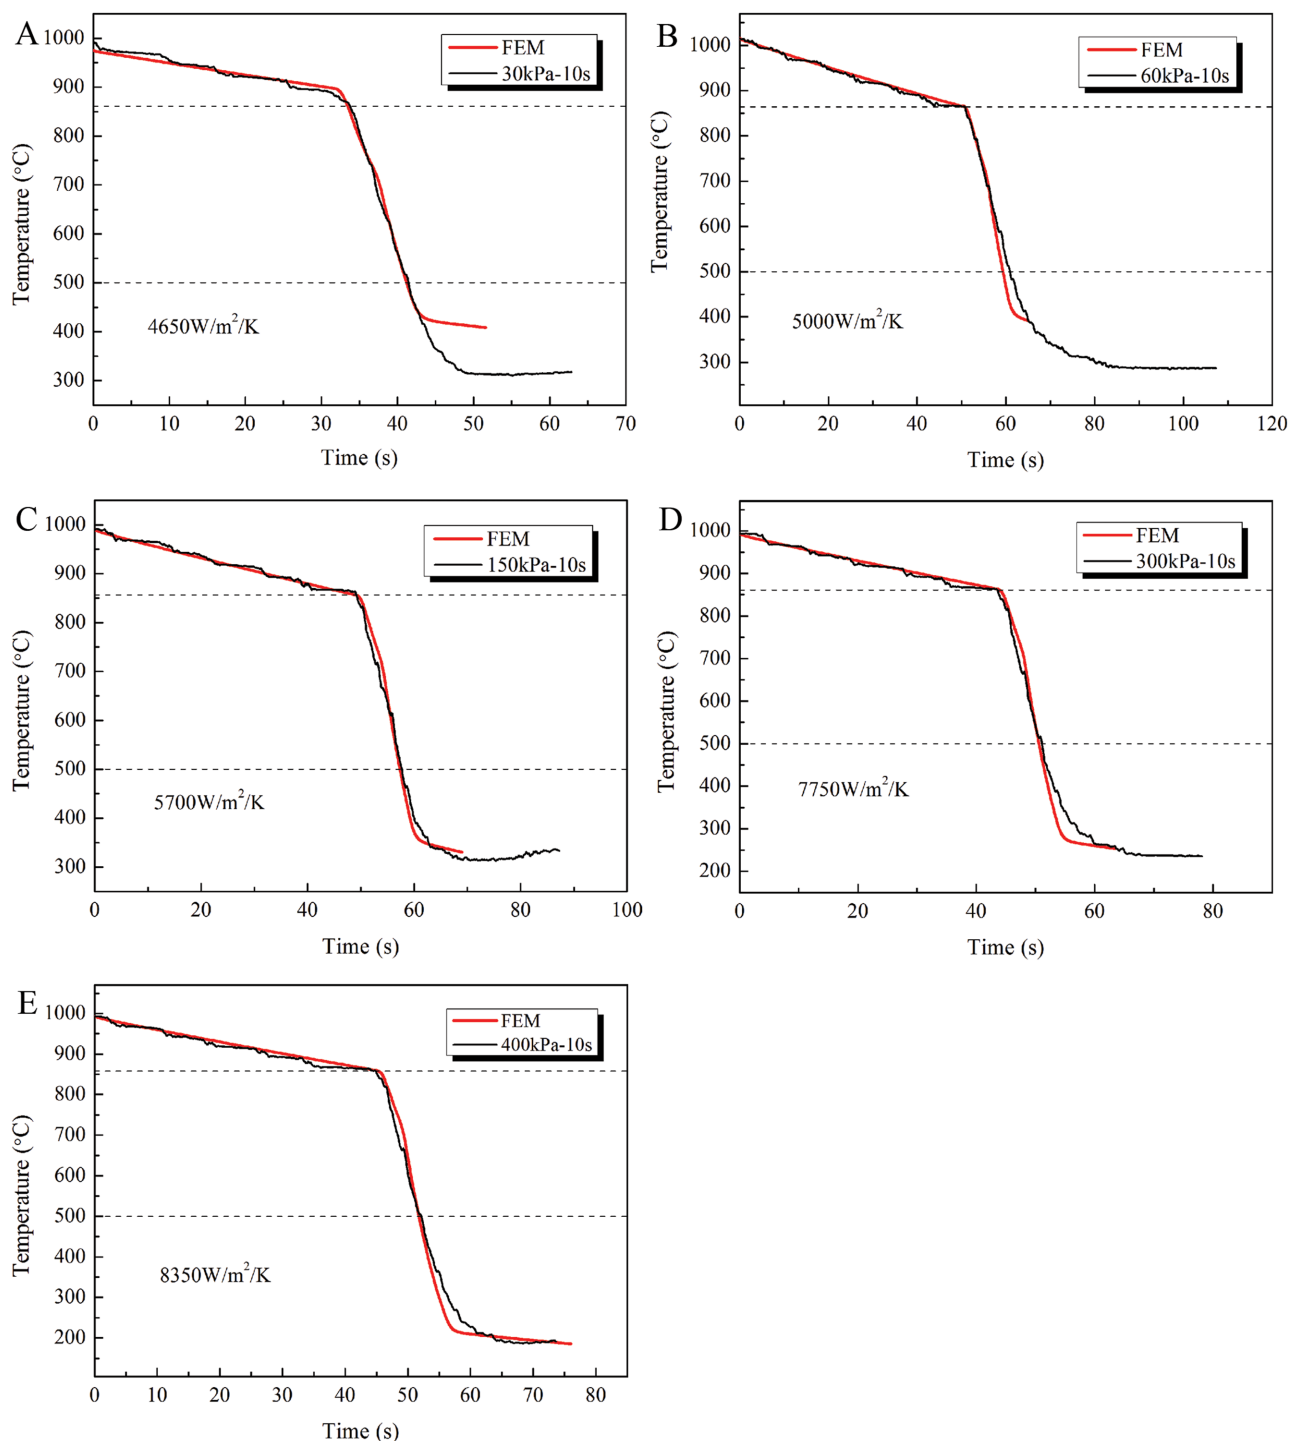 A
Temperature (°C)
1000
900
800
700
600
500
400
300
FEM
30kPa-10s
4650W/m²/K
0 10 20 30 40 50 60 70
Time (s)
B
Temperature (°C)
1000
900
800
700
600
500
400
300
FEM
60kPa-10s
5000W/m²/K
0 20 40 60 80 100 120
Time (s)
C
Temperature (°C)
1000
900
800
700
600
500
400
300
FEM
150kPa-10s
5700W/m²/K
0 20 40 60 80 100
Time (s)
D
Temperature (°C)
1000
900
800
700
600
500
400
300
200
FEM
300kPa-10s
7750W/m²/K
0 20 40 60 80
Time (s)
E
Temperature (°C)
1000
900
800
700
600
500
400
300
200
FEM
400kPa-10s
8350W/m²/K
0 10 20 30 40 50 60 70 80
Time (s)